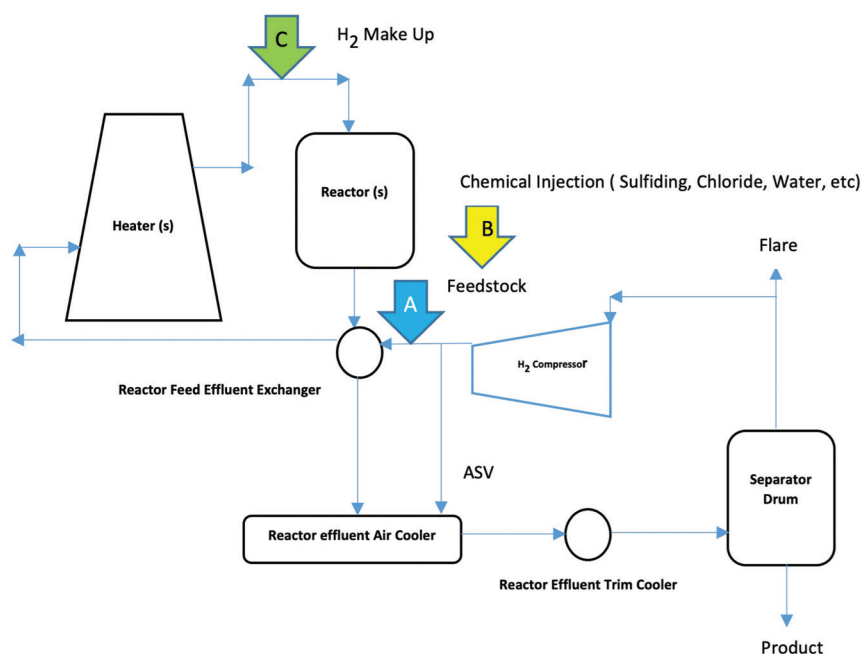 C
H2 Make Up
Reactor (s)
Chemical Injection ( Sulfiding, Chloride, Water, etc)
Heater (s)
B
Flare
Feedstock
A
H2 Compressor
Reactor Feed Effluent Exchanger
ASV
Separator
Drum
Reactor effluent Air Cooler
Reactor Effluent Trim Cooler
Product